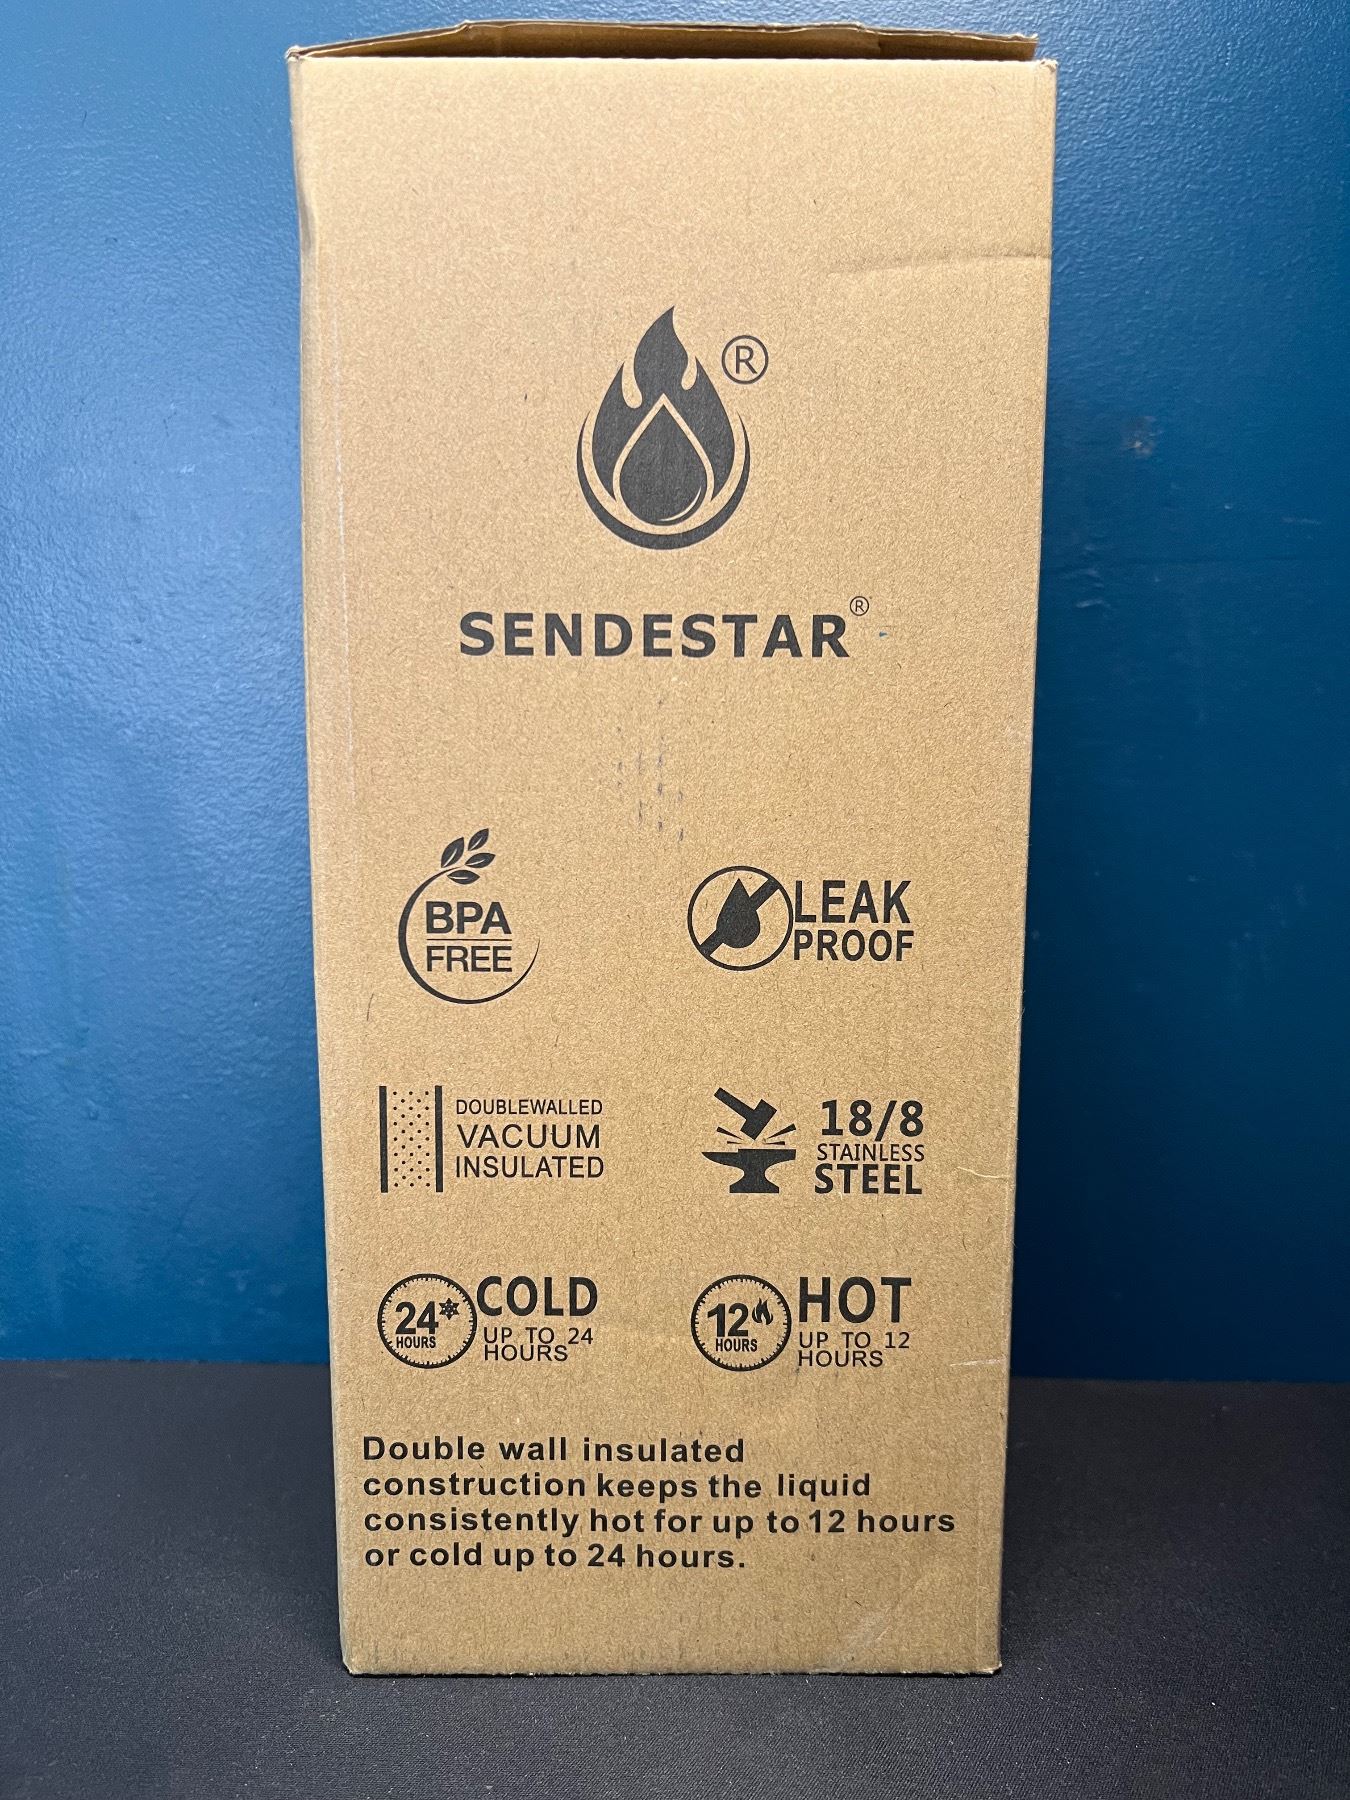 ®
SENDESTAR®
BPA
FREE
LEAK
PROOF
DOUBLEWALLED
VACUUM
INSULATED
18/8
STAINLESS
STEEL
24
HOURS
COLD
UP TO 24
HOURS
12
HOURS
HOT
UP TO 12
HOURS
Double wall insulated
construction keeps the liquid
consistently hot for up to 12 hours
or cold up to 24 hours.